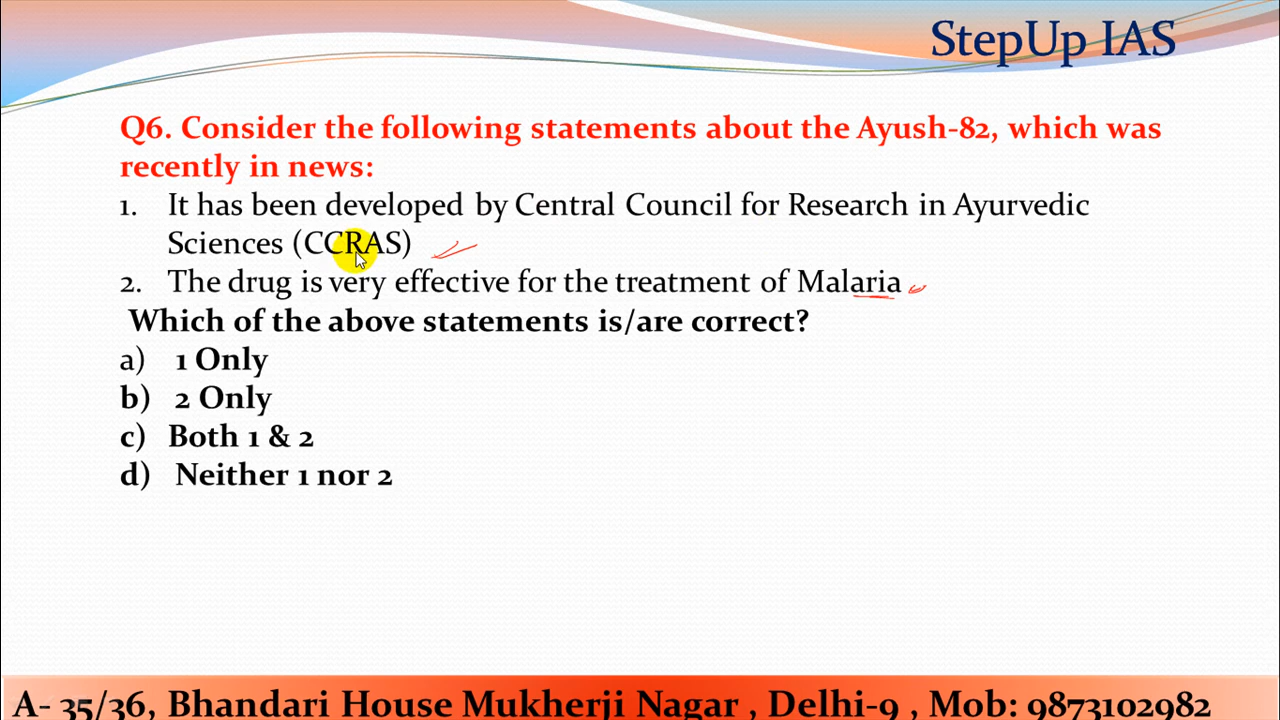 StepUp IAS
Q6. Consider the following statements about the Ayush-82, which was
recently in news:
1. It has been developed by Central Council for Research in Ayurvedic
Sciences (CCRAS)
2. The drug is very effective for the treatment of Malaria
Which of the above statements is/are correct?
a) 1 Only
b) 2 Only
c) Both 1 & 2
d) Neither 1 nor 2
A- 35/36, Bhandari House Mukherji Nagar , Delhi-9 , Mob: 9873102982